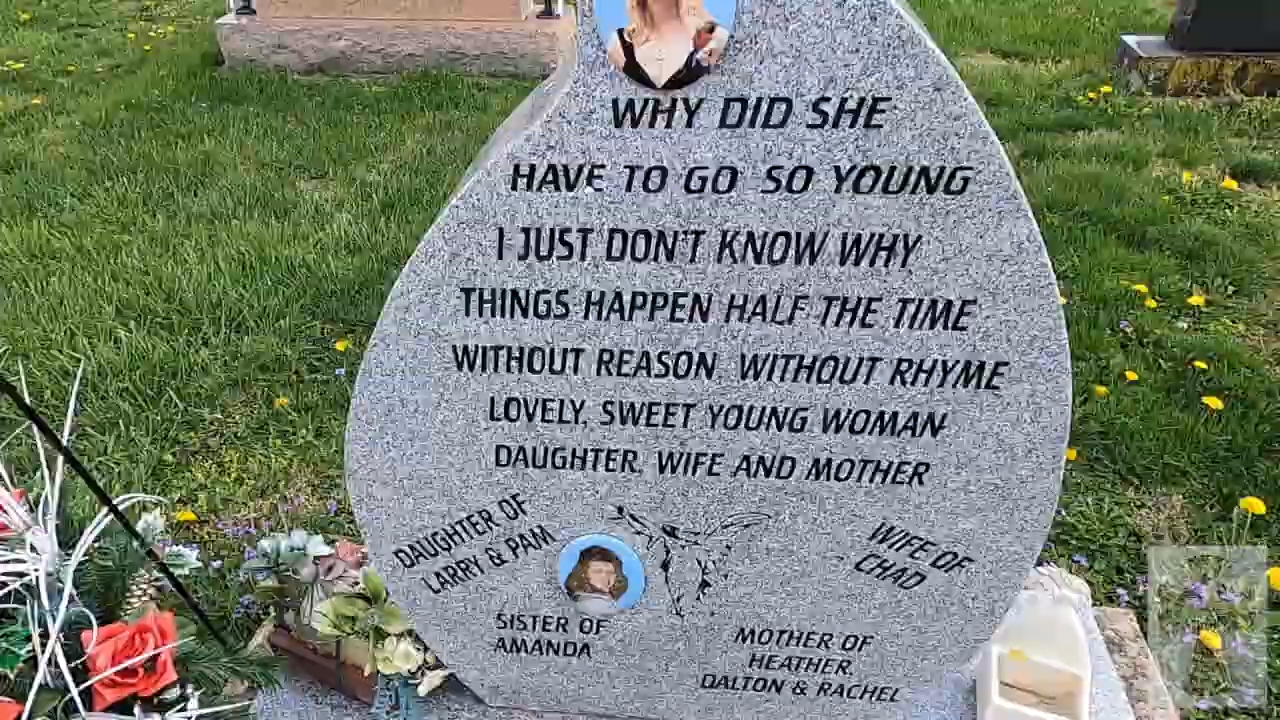 WHY DID SHE
HAVE TO GO SO YOUNG
I JUST DON'T KNOW WHY
THINGS HAPPEN HALF THE TIME
WITHOUT REASON WITHOUT RHYME
LOVELY, SWEET YOUNG WOMAN
DAUGHTER, WIFE AND MOTHER
DAUGHTER OF
LARRY & PAM
WIFE OF
CHAD
SISTER OF
AMANDA
MOTHER OF
HEATHER,
DALTON & RACHEL